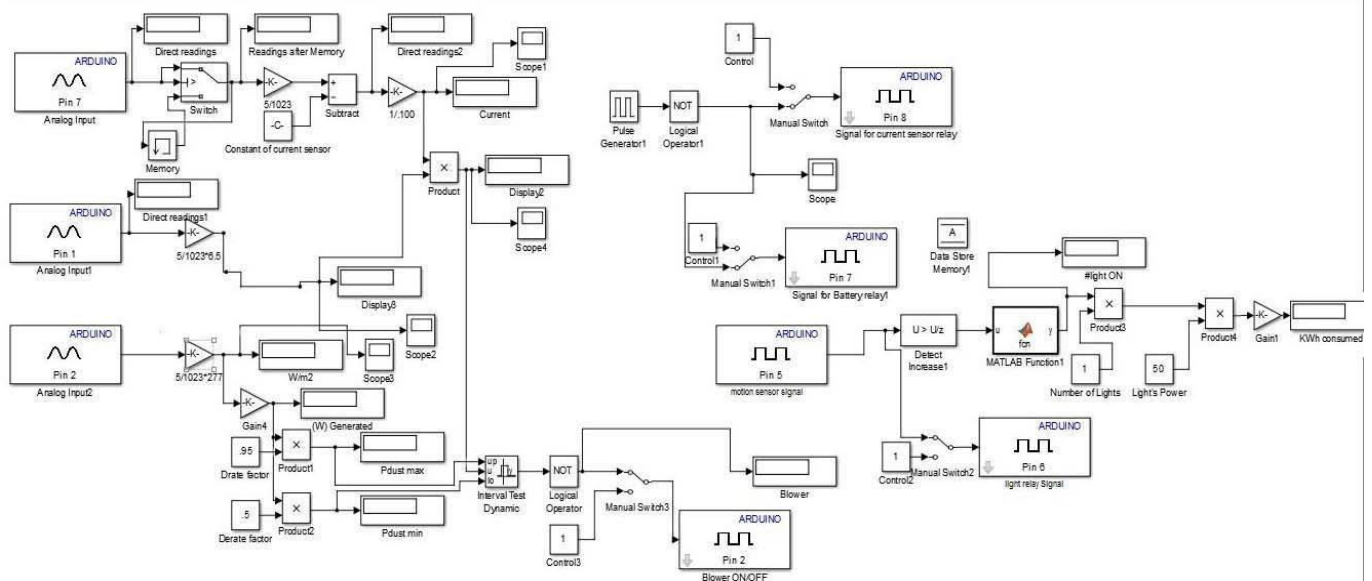 Direct readings
Readings after Memory
Direct readings2
Scope1
ARDUINO
Pin 7
Analog Input
>
Switch
-K-
5/1023
+
−
Subtract
-K-
1/.100
Current
-C-
Constant of current sensor
Memory
×
Product
Display2
Scope4
Direct readings1
ARDUINO
Pin 1
Analog Input1
-K-
5/1023*6.5
Display3
Scope2
ARDUINO
Pin 2
Analog Input2
-K-
5/1023*277
W/m2
Scope3
-K-
Gain4
(W) Generated
.95
Drate factor
×
Product1
Pdust max
.5
Derate factor
×
Product2
Pdust min
up
u
lo
y
Interval Test
Dynamic
NOT
Logical
Operator
Manual Switch3
Blower
1
Control3
ARDUINO
Pin 2
Blower ON/OFF
1
Control
Pulse
Generator1
NOT
Logical
Operator1
Manual Switch
ARDUINO
Pin 8
Signal for current sensor relay
Scope
1
Control1
Manual Switch1
ARDUINO
Pin 7
Signal for Battery relay1
A
Data Store
Memory1
#light ON
ARDUINO
Pin 5
motion sensor signal
U > U/z
Detect
Increase1
u
fcn
y
MATLAB Function1
×
Product3
1
Number of Lights
×
Product4
50
Light's Power
-K-
Gain1
KWh consumed
1
Control2
Manual Switch2
ARDUINO
Pin 6
light relay Signal